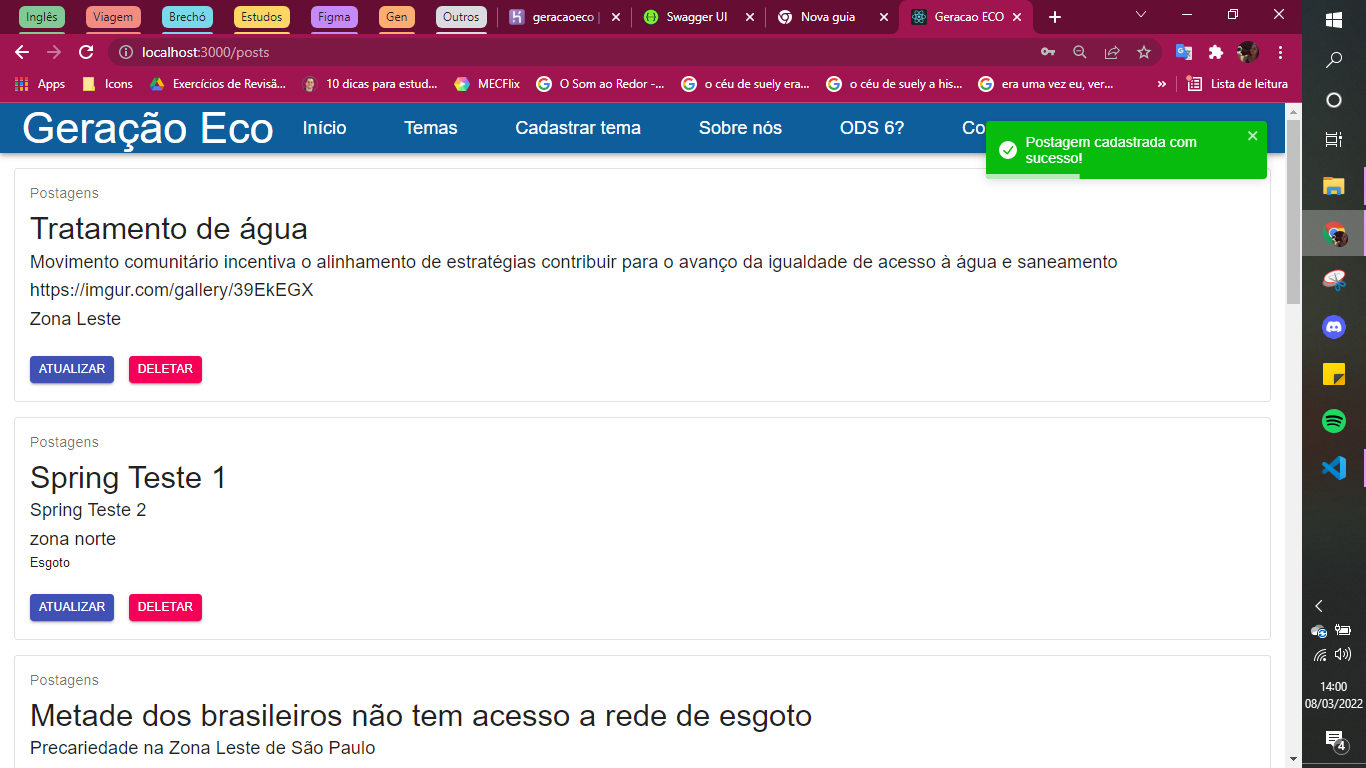 Inglês Viagem Brechó Estudos Figma Gen Outros geracaoeco | Swagger UI Nova guia Geracao ECO
localhost:3000/posts
Apps Icons Exercícios de Revisã... 10 dicas para estud... MECFlix O Som ao Redor -... o céu de suely era... o céu de suely a his... era uma vez eu, ver... » Lista de leitura
Geração Eco Início Temas Cadastrar tema Sobre nós ODS 6? Co
Postagem cadastrada com
sucesso!
Postagens
Tratamento de água
Movimento comunitário incentiva o alinhamento de estratégias contribuir para o avanço da igualdade de acesso à água e saneamento
https://imgur.com/gallery/39EkEGX
Zona Leste
ATUALIZAR DELETAR
Postagens
Spring Teste 1
Spring Teste 2
zona norte
Esgoto
ATUALIZAR DELETAR
Postagens
Metade dos brasileiros não tem acesso a rede de esgoto
Precariedade na Zona Leste de São Paulo
14:00
08/03/2022
4